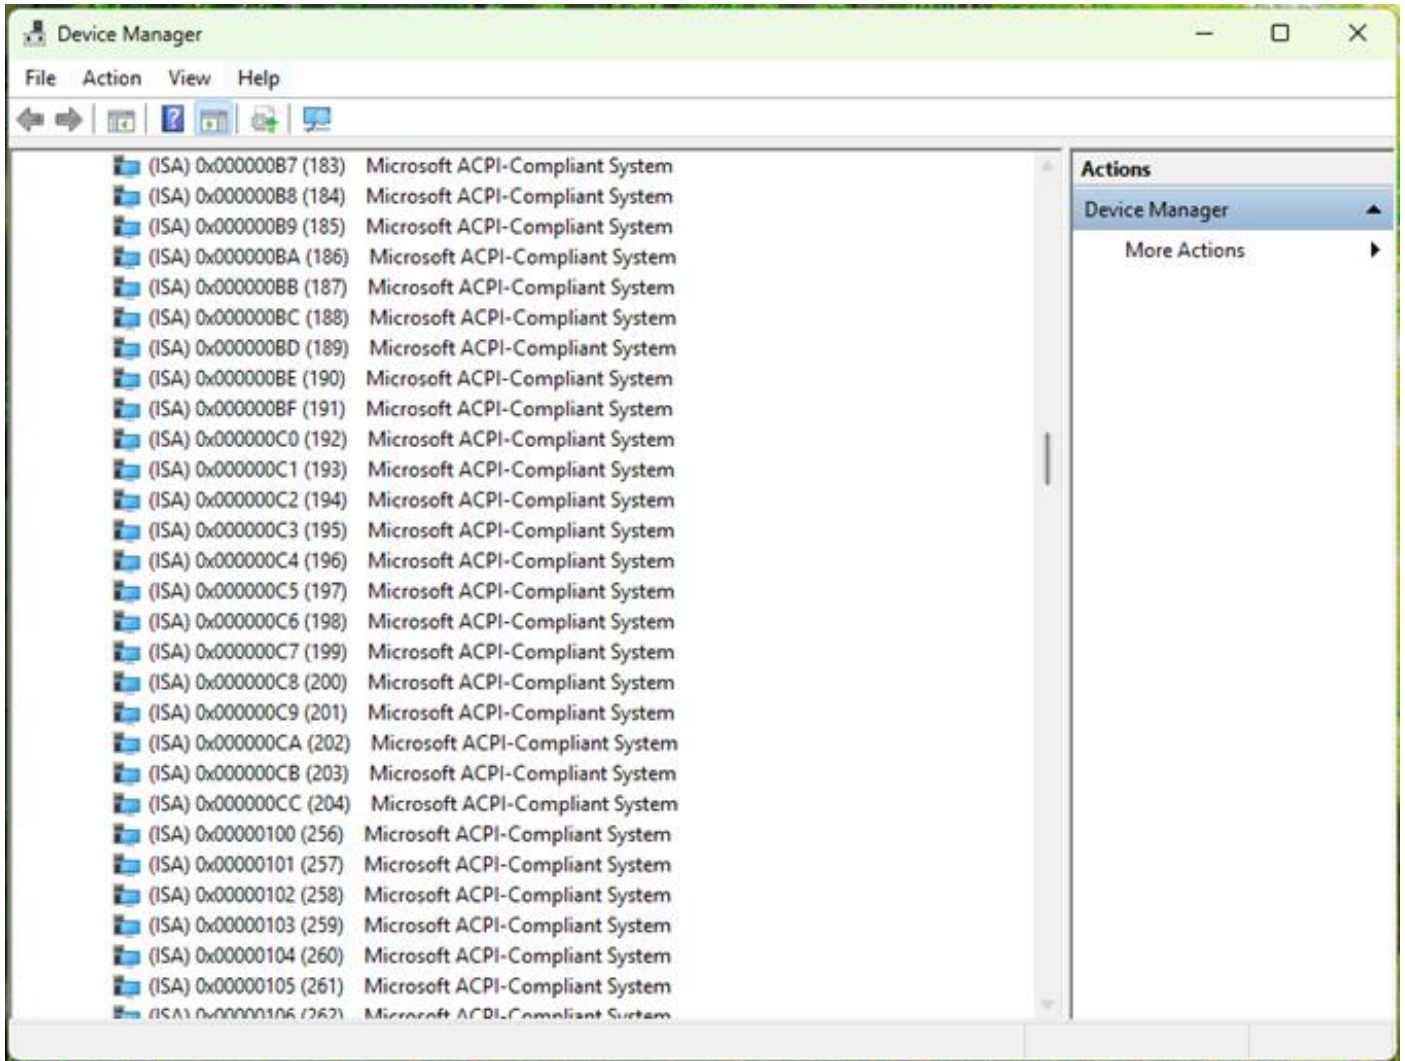 Device Manager
File Action View Help
(ISA) 0x000000B7 (183) Microsoft ACPI-Compliant System
(ISA) 0x000000B8 (184) Microsoft ACPI-Compliant System
(ISA) 0x000000B9 (185) Microsoft ACPI-Compliant System
(ISA) 0x000000BA (186) Microsoft ACPI-Compliant System
(ISA) 0x000000BB (187) Microsoft ACPI-Compliant System
(ISA) 0x000000BC (188) Microsoft ACPI-Compliant System
(ISA) 0x000000BD (189) Microsoft ACPI-Compliant System
(ISA) 0x000000BE (190) Microsoft ACPI-Compliant System
(ISA) 0x000000BF (191) Microsoft ACPI-Compliant System
(ISA) 0x000000C0 (192) Microsoft ACPI-Compliant System
(ISA) 0x000000C1 (193) Microsoft ACPI-Compliant System
(ISA) 0x000000C2 (194) Microsoft ACPI-Compliant System
(ISA) 0x000000C3 (195) Microsoft ACPI-Compliant System
(ISA) 0x000000C4 (196) Microsoft ACPI-Compliant System
(ISA) 0x000000C5 (197) Microsoft ACPI-Compliant System
(ISA) 0x000000C6 (198) Microsoft ACPI-Compliant System
(ISA) 0x000000C7 (199) Microsoft ACPI-Compliant System
(ISA) 0x000000C8 (200) Microsoft ACPI-Compliant System
(ISA) 0x000000C9 (201) Microsoft ACPI-Compliant System
(ISA) 0x000000CA (202) Microsoft ACPI-Compliant System
(ISA) 0x000000CB (203) Microsoft ACPI-Compliant System
(ISA) 0x000000CC (204) Microsoft ACPI-Compliant System
(ISA) 0x00000100 (256) Microsoft ACPI-Compliant System
(ISA) 0x00000101 (257) Microsoft ACPI-Compliant System
(ISA) 0x00000102 (258) Microsoft ACPI-Compliant System
(ISA) 0x00000103 (259) Microsoft ACPI-Compliant System
(ISA) 0x00000104 (260) Microsoft ACPI-Compliant System
(ISA) 0x00000105 (261) Microsoft ACPI-Compliant System
(ISA) 0x00000106 (262) Microsoft ACPI-Compliant System
Actions
Device Manager
More Actions